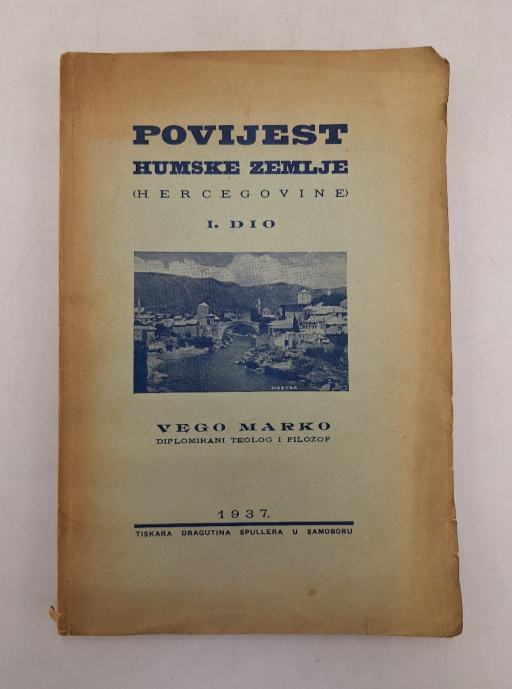 POVIJEST
HUMSKE ZEMLJE
(HERCEGOVINE)
I. DIO
MOSTAR
VEGO MARKO
DIPLOMIRANI TEOLOG I FILOZOF
1937.
TISKARA DRAGUTINA SPULLERA U SAMOBORU